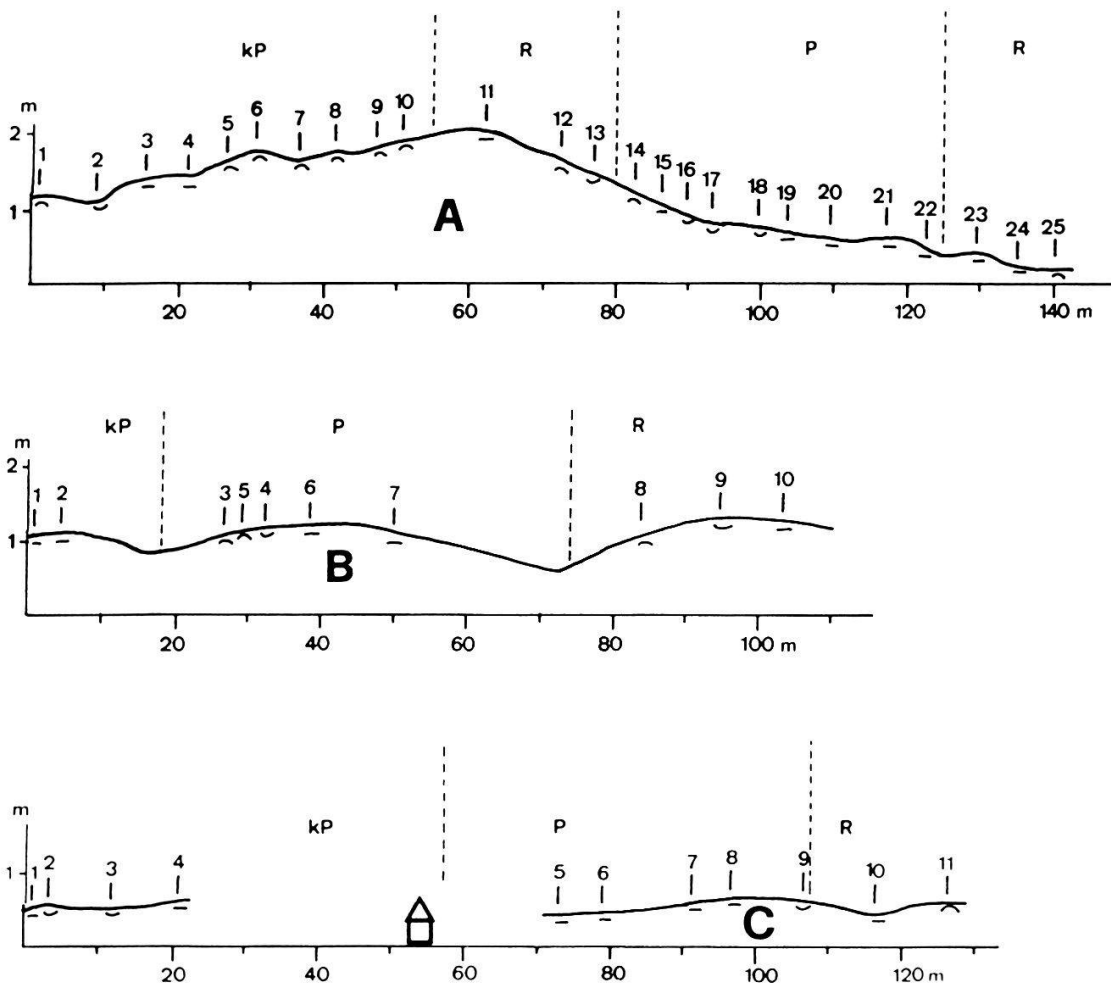 kP R P R
m
11
6 8 9 10
5 7
2 12
3 4 13
1 2 14
15 16 17
18 19 20 21
22 23
24 25
1 A
20 40 60 80 100 120 140 m
kP P R
m
2
1 2 3 5 4 6 7 8 9 10
1 B
20 40 60 80 100 m
m
kP P R
1 1 2 3 4 5 6 7 8 9 10 11
C
20 40 60 80 100 120 m